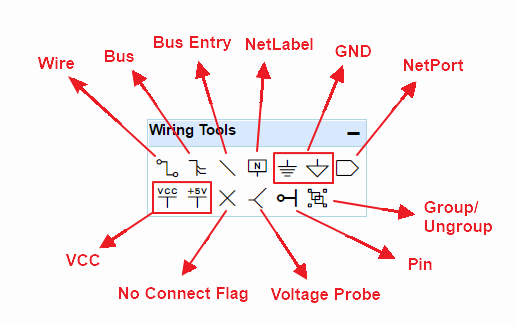 Wire
Bus
Bus Entry
NetLabel
GND
NetPort
Wiring Tools
N
VCC
+5V
VCC
No Connect Flag
Voltage Probe
Pin
Group/
Ungroup